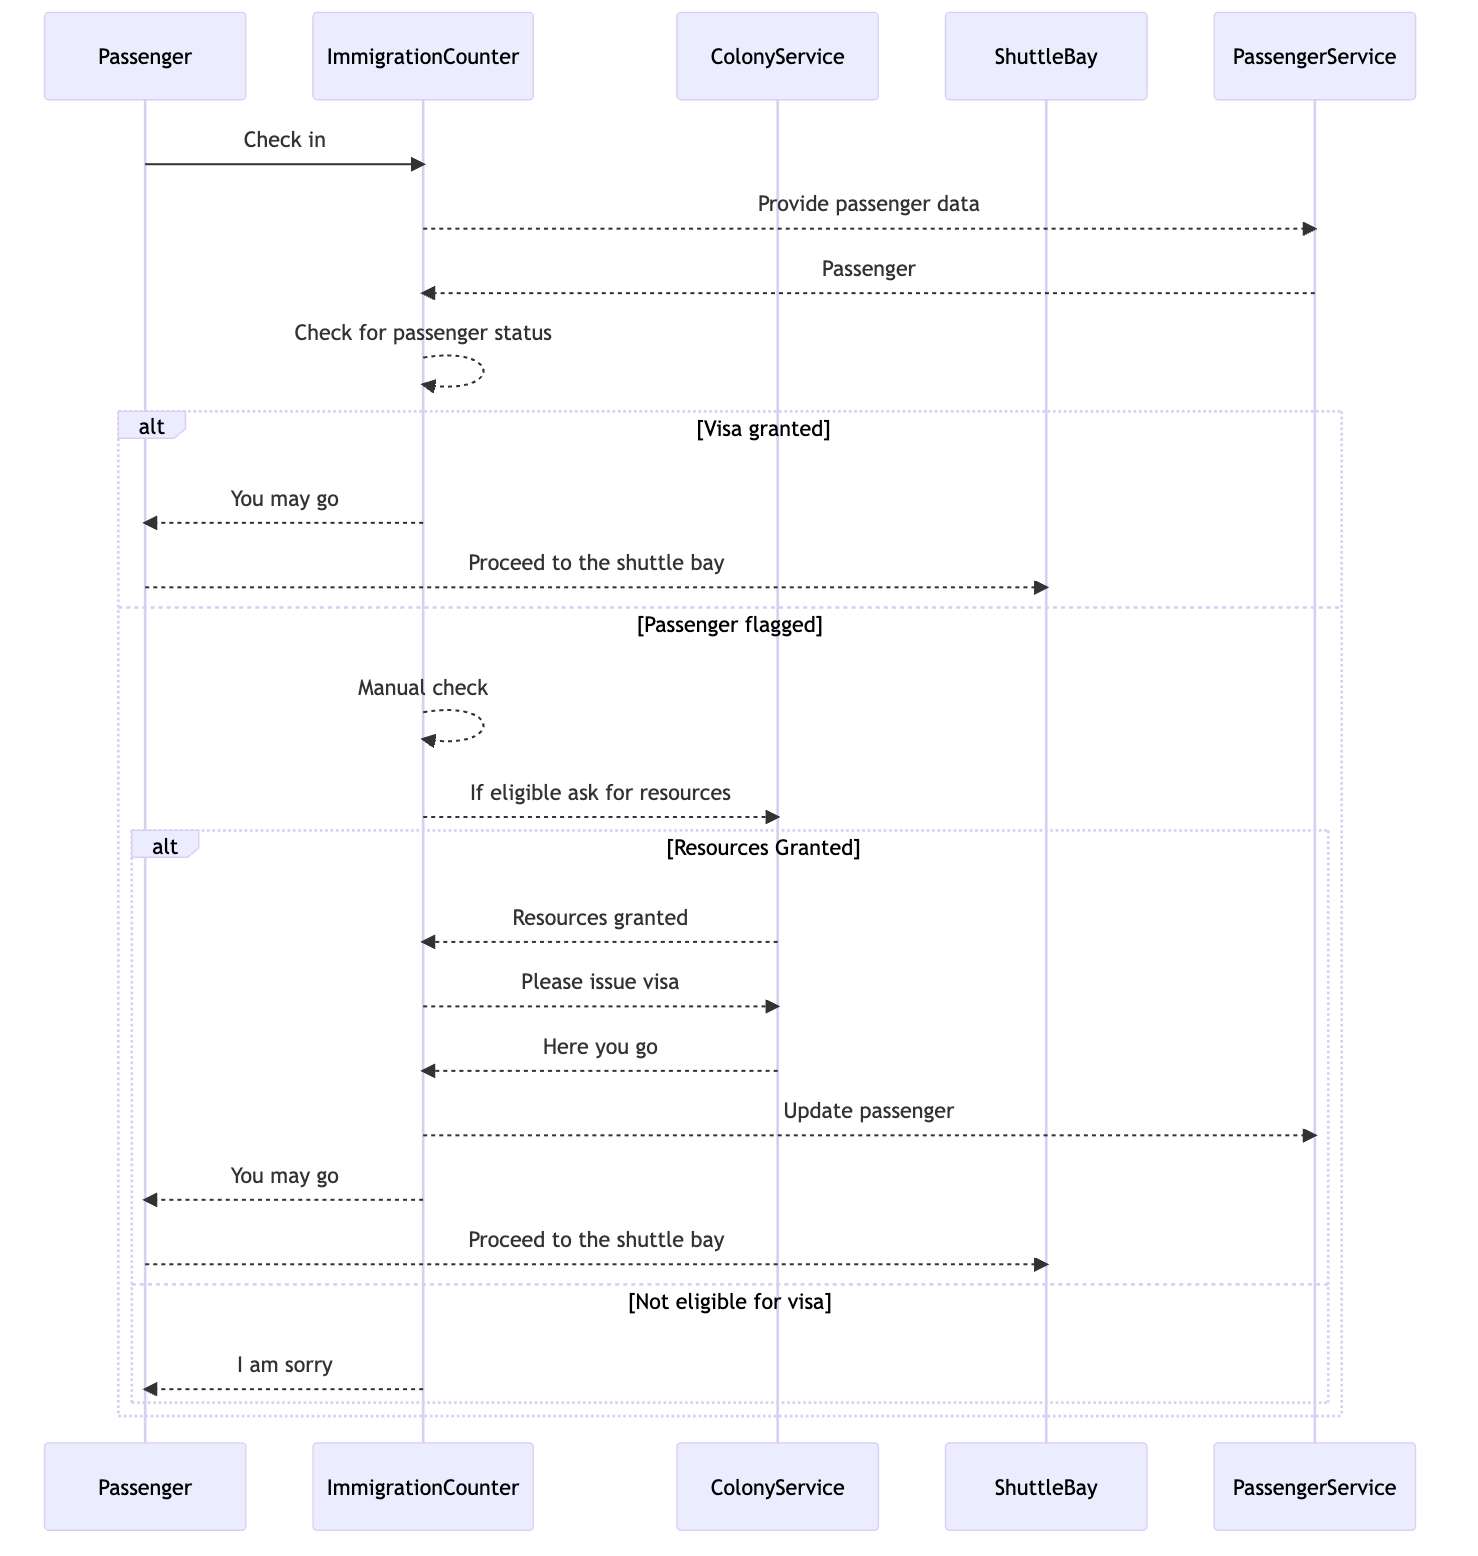 Passenger
ImmigrationCounter
ColonyService
ShuttleBay
PassengerService
Check in
Provide passenger data
Passenger
Check for passenger status
alt
[Visa granted]
You may go
Proceed to the shuttle bay
[Passenger flagged]
Manual check
If eligible ask for resources
alt
[Resources Granted]
Resources granted
Please issue visa
Here you go
Update passenger
You may go
Proceed to the shuttle bay
[Not eligible for visa]
I am sorry
Passenger
ImmigrationCounter
ColonyService
ShuttleBay
PassengerService